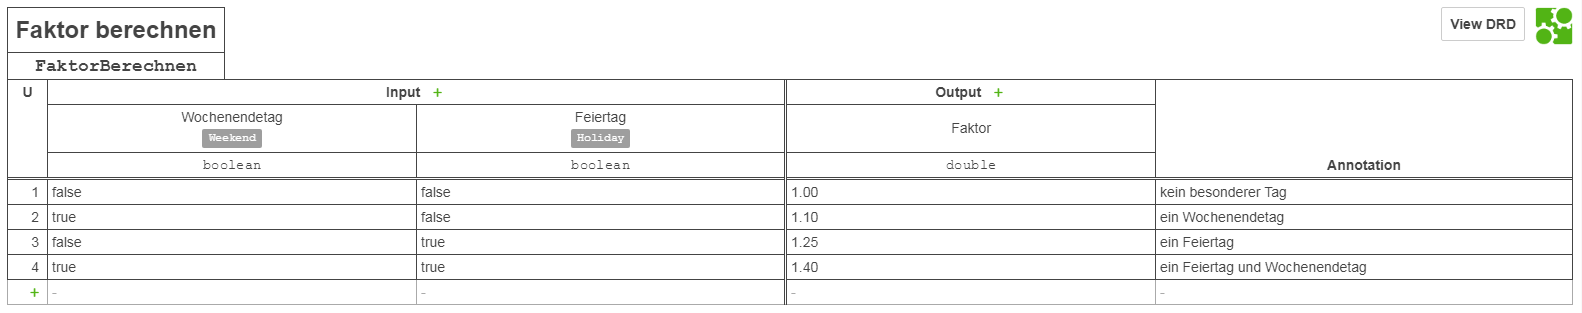 Faktor berechnen
View DRD
FaktorBerechnen
U Input + Output +
Wochenendetag Feiertag Faktor
Weekend Holiday
boolean boolean double Annotation
1 false false 1.00 kein besonderer Tag
2 true false 1.10 ein Wochenendetag
3 false true 1.25 ein Feiertag
4 true true 1.40 ein Feiertag und Wochenendetag
+ - - - -